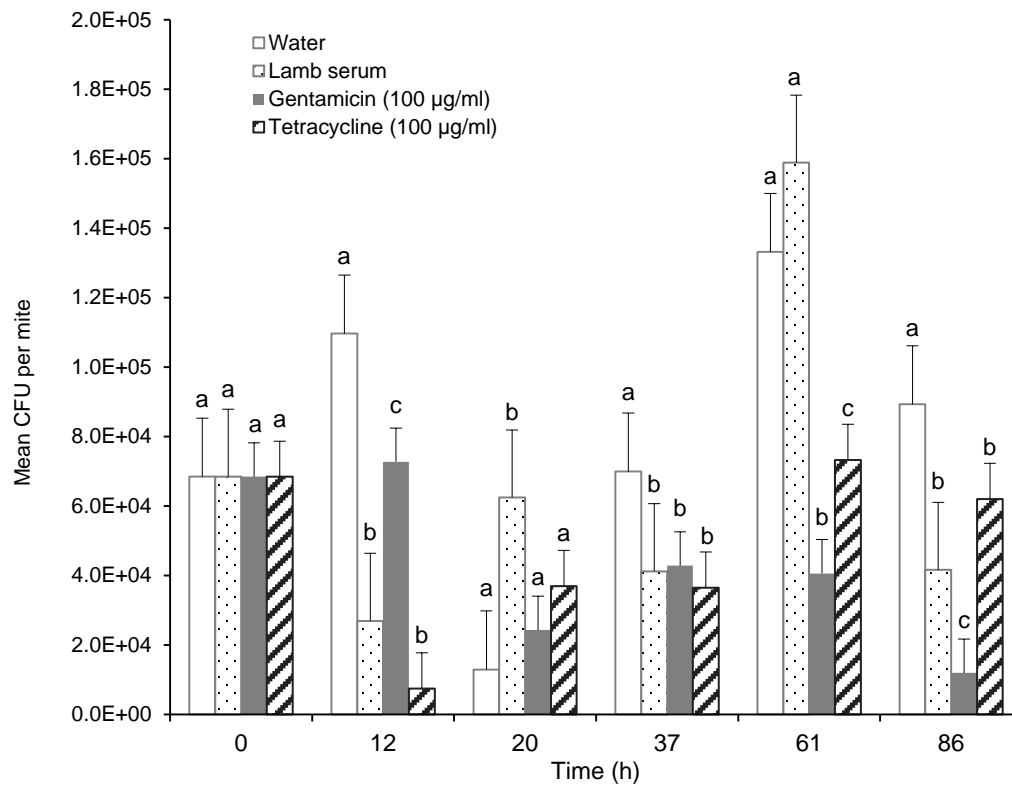 2.0E+05
1.8E+05
1.6E+05
1.4E+05
1.2E+05
1.0E+05
8.0E+04
6.0E+04
4.0E+04
2.0E+04
0.0E+00
Mean CFU per mite
Water
Lamb serum
Gentamicin (100 µg/ml)
Tetracycline (100 µg/ml)
a a a a
a b c b
a b a a
a b b b
a a b c
a b c b
0 12 20 37 61 86
Time (h)